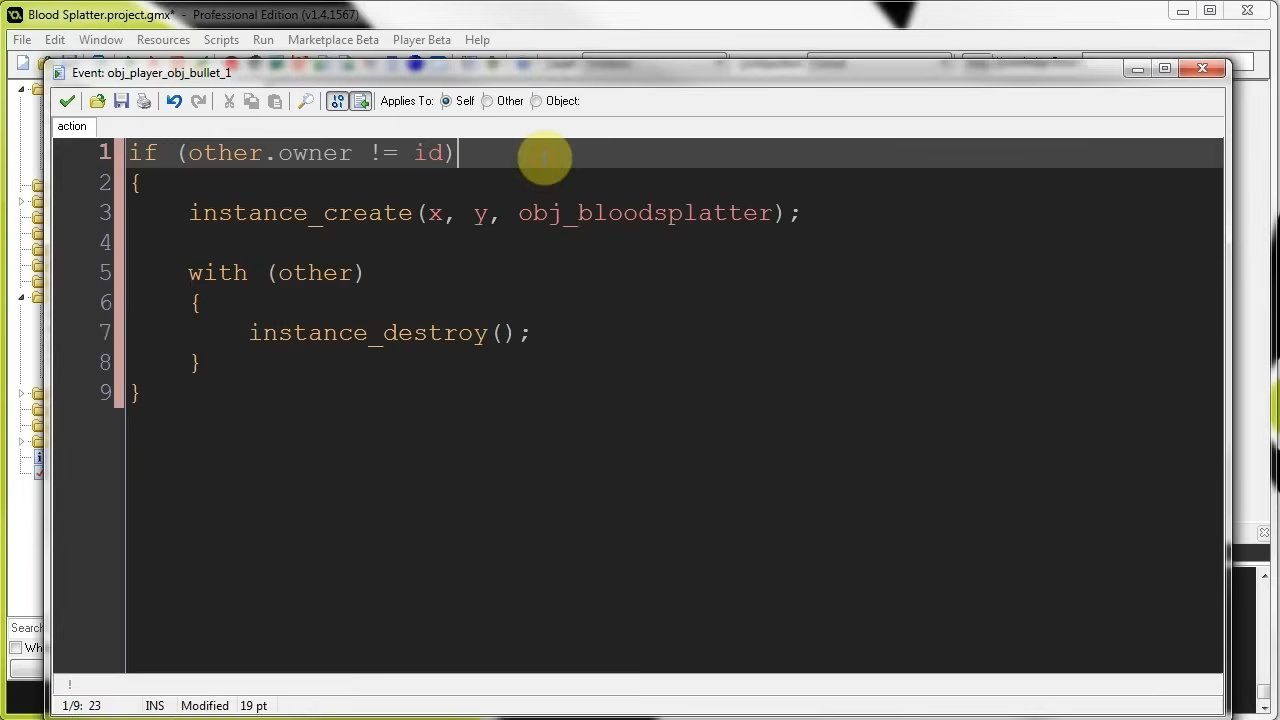 Blood Splatter.project.gmx* - Professional Edition (v1.4.1567)
File Edit Window Resources Scripts Run Marketplace Beta Player Beta Help
Event: obj_player_obj_bullet_1
Applies To: Self Other Object:
action
1 if (other.owner != id)
2 {
3 instance_create(x, y, obj_bloodsplatter);
4
5 with (other)
6 {
7 instance_destroy();
8 }
9 }
Search
Wh
!
1/9: 23 INS Modified 19 pt